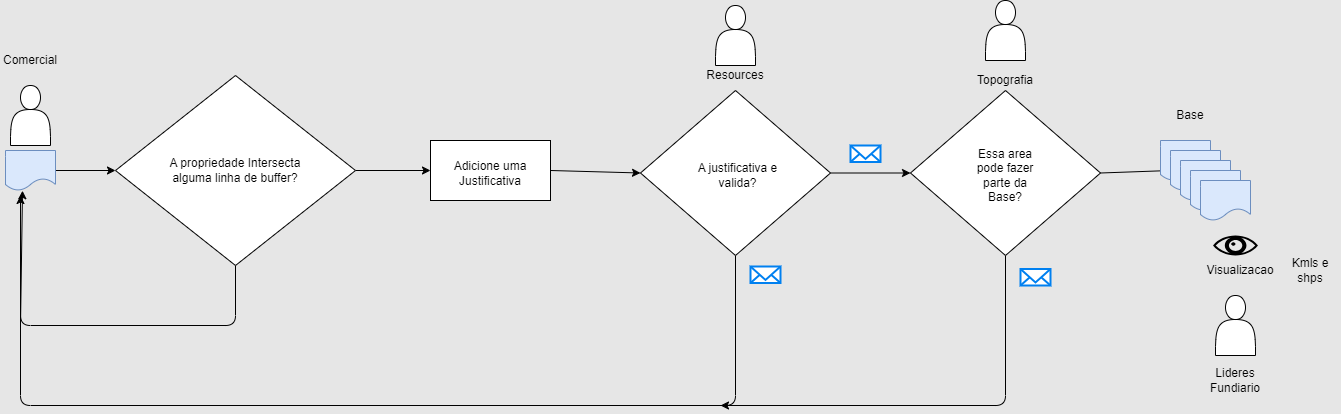 Comercial
A propriedade Intersecta
alguma linha de buffer?
Adicione uma
Justificativa
Resources
A justificativa e
valida?
Topografia
Essa area
pode fazer
parte da
Base?
Base
Visualizacao
Kmls e
shps
Lideres
Fundiario